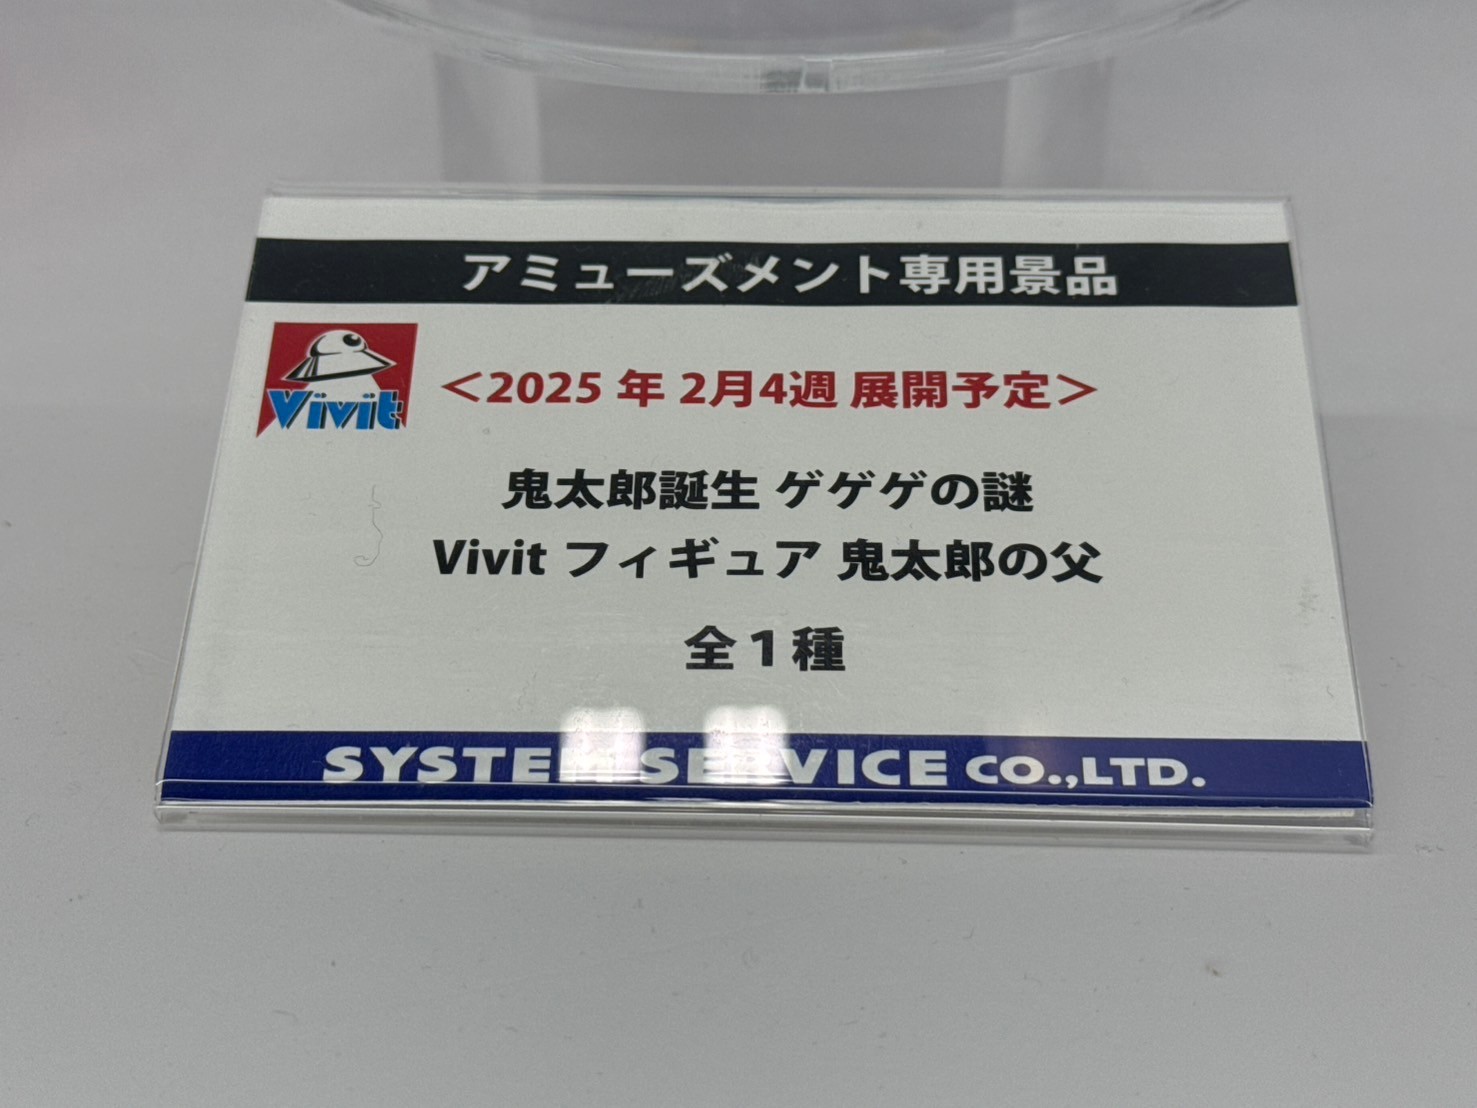 アミューズメント専用景品
Vivit
＜2025 年 2月4週 展開予定＞
鬼太郎誕生 ゲゲゲの謎
Vivit フィギュア 鬼太郎の父
全１種
SYSTEM SERVICE CO.,LTD.